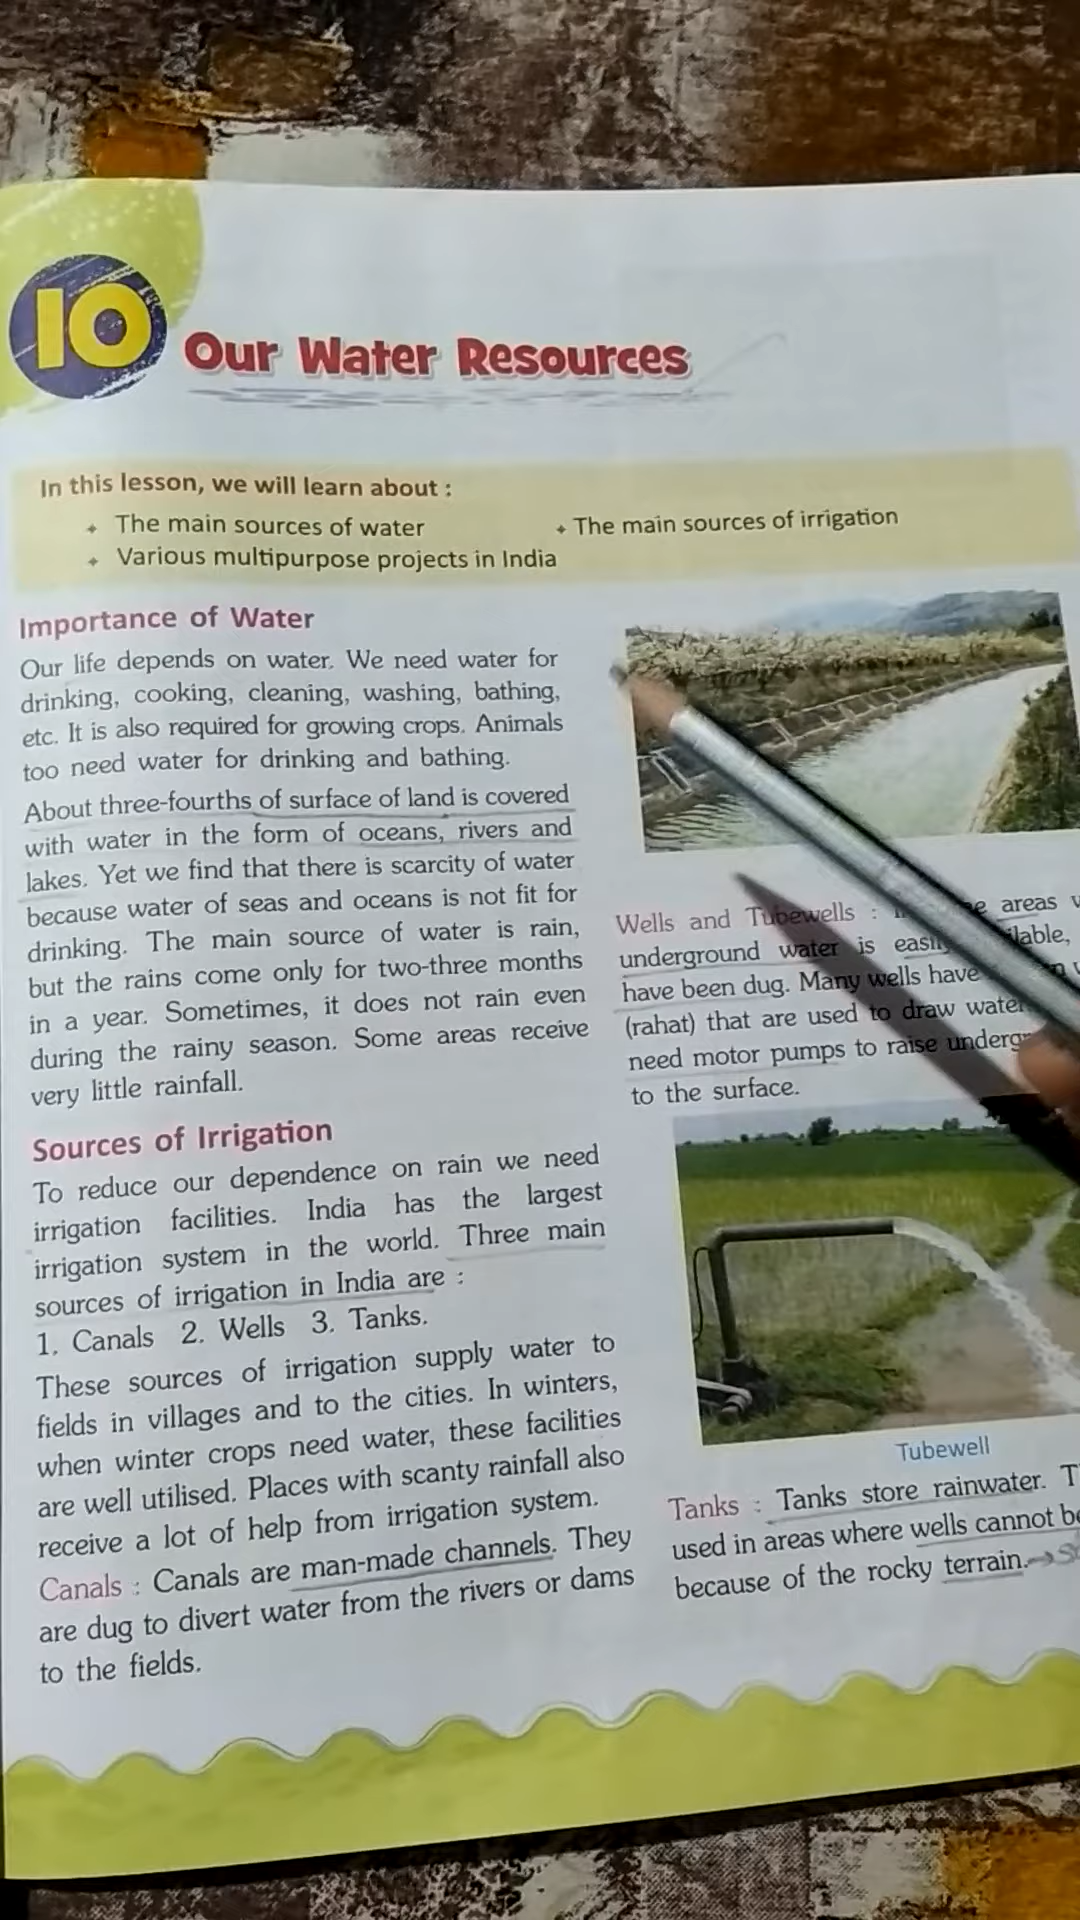 10
Our Water Resources
In this lesson, we will learn about :
The main sources of water
The main sources of irrigation
Various multipurpose projects in India
Importance of Water
Our life depends on water. We need water for
drinking, cooking, cleaning, washing, bathing,
etc. It is also required for growing crops. Animals
too need water for drinking and bathing.
About three-fourths of surface of land is covered
with water in the form of oceans, rivers and
lakes. Yet we find that there is scarcity of water
because water of seas and oceans is not fit for
drinking. The main source of water is rain,
but the rains come only for two-three months
in a year. Sometimes, it does not rain even
during the rainy season. Some areas receive
very little rainfall.
Sources of Irrigation
To reduce our dependence on rain we need
irrigation facilities. India has the largest
irrigation system in the world. Three main
sources of irrigation in India are :
1. Canals 2. Wells 3. Tanks.
These sources of irrigation supply water to
fields in villages and to the cities. In winters,
when winter crops need water, these facilities
are well utilised. Places with scanty rainfall also
receive a lot of help from irrigation system.
Canals : Canals are man-made channels. They
are dug to divert water from the rivers or dams
to the fields.
Wells and Tubewells : areas
underground water is easily
have been dug. Many wells have
(rahat) that are used to draw water
need motor pumps to raise
to the surface.
Tubewell
Tanks : Tanks store rainwater.
used in areas where wells cannot
because of the rocky terrain.